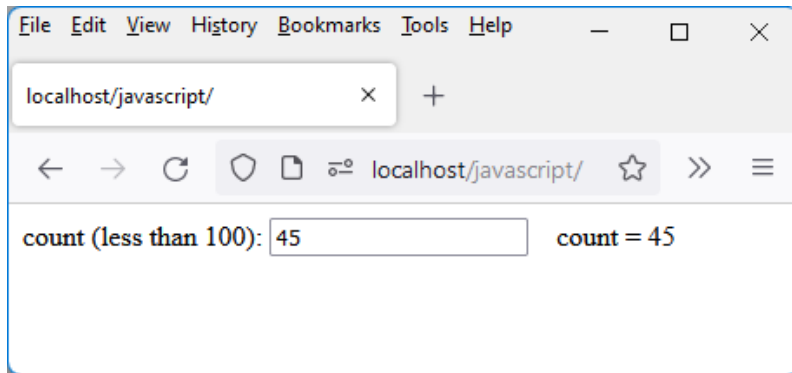 File Edit View History Bookmarks Tools Help
localhost/javascript/
localhost/javascript/
count (less than 100): 45 count = 45